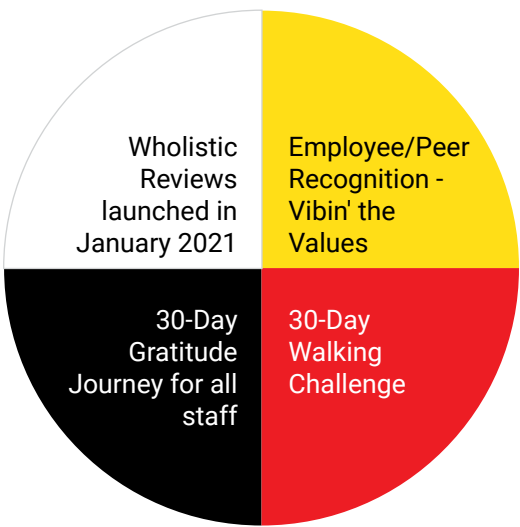 Wholistic
Reviews
launched in
January 2021
Employee/Peer
Recognition -
Vibin' the
Values
30-Day
Gratitude
Journey for all
staff
30-Day
Walking
Challenge